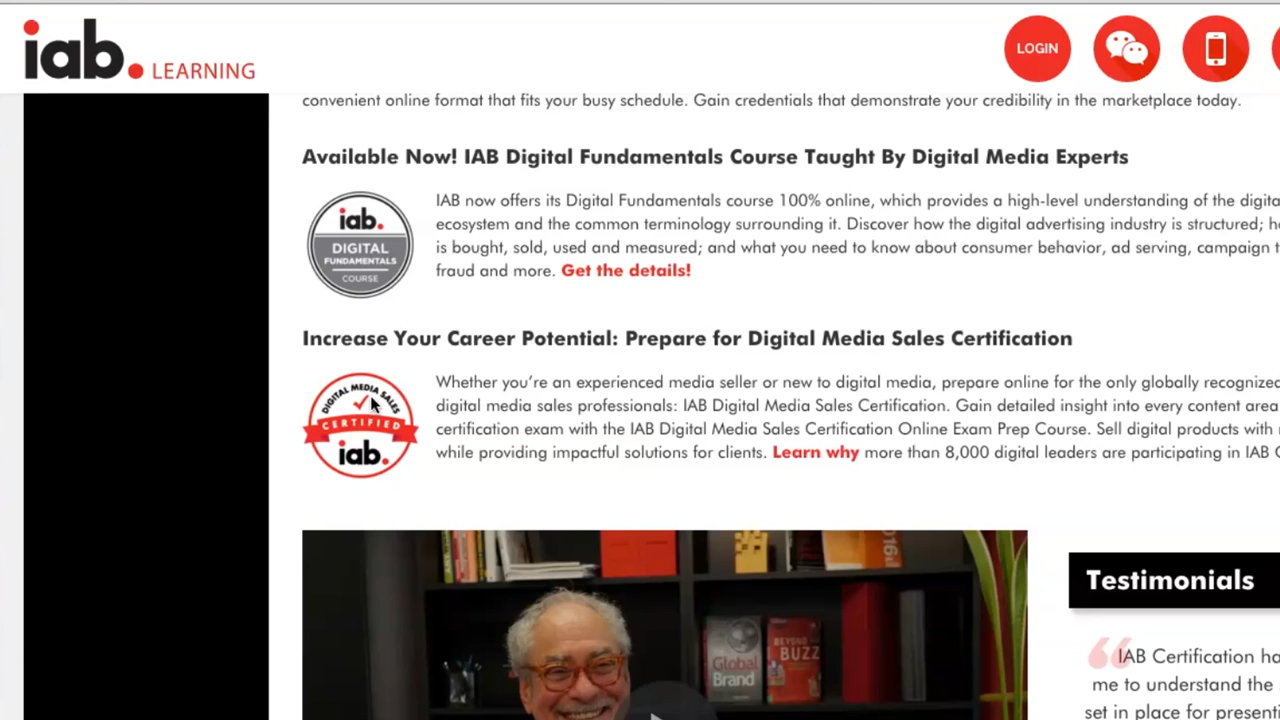 iab. LEARNING
LOGIN
convenient online format that fits your busy schedule. Gain credentials that demonstrate your credibility in the marketplace today.
Available Now! IAB Digital Fundamentals Course Taught By Digital Media Experts
iab.
DIGITAL
FUNDAMENTALS
COURSE
IAB now offers its Digital Fundamentals course 100% online, which provides a high-level understanding of the digita
ecosystem and the common terminology surrounding it. Discover how the digital advertising industry is structured; h
is bought, sold, used and measured; and what you need to know about consumer behavior, ad serving, campaign t
fraud and more. Get the details!
Increase Your Career Potential: Prepare for Digital Media Sales Certification
DIGITAL MEDIA SALES
CERTIFIED
iab.
Whether you're an experienced media seller or new to digital media, prepare online for the only globally recognized
digital media sales professionals: IAB Digital Media Sales Certification. Gain detailed insight into every content area
certification exam with the IAB Digital Media Sales Certification Online Exam Prep Course. Sell digital products with
while providing impactful solutions for clients. Learn why more than 8,000 digital leaders are participating in IAB
Global
Brand
BEYOND
BUZZ
Testimonials
“IAB Certification ha
me to understand the
set in place for presenti